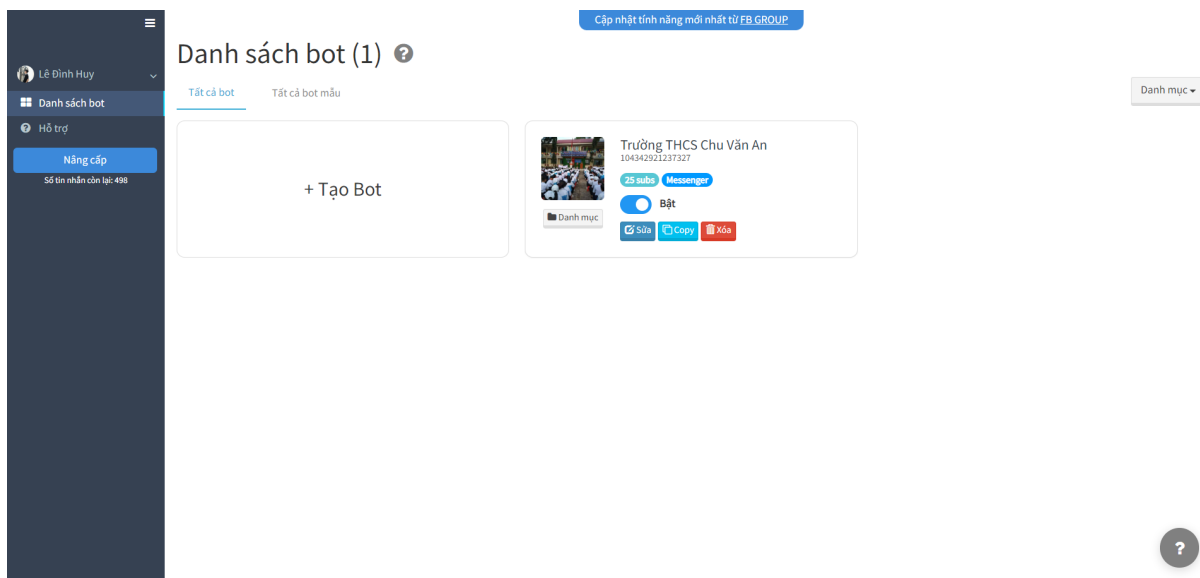 Cập nhật tính năng mới nhất từ FB GROUP
Lê Đình Huy
Danh sách bot
Hỗ trợ
Nâng cấp
Số tin nhắn còn lại: 498
Danh sách bot (1)
Tất cả bot
Tất cả bot mẫu
Danh mục
+ Tạo Bot
Trường THCS Chu Văn An
104342921237327
25 subs Messenger
Bật
Danh mục
Sửa Copy Xóa